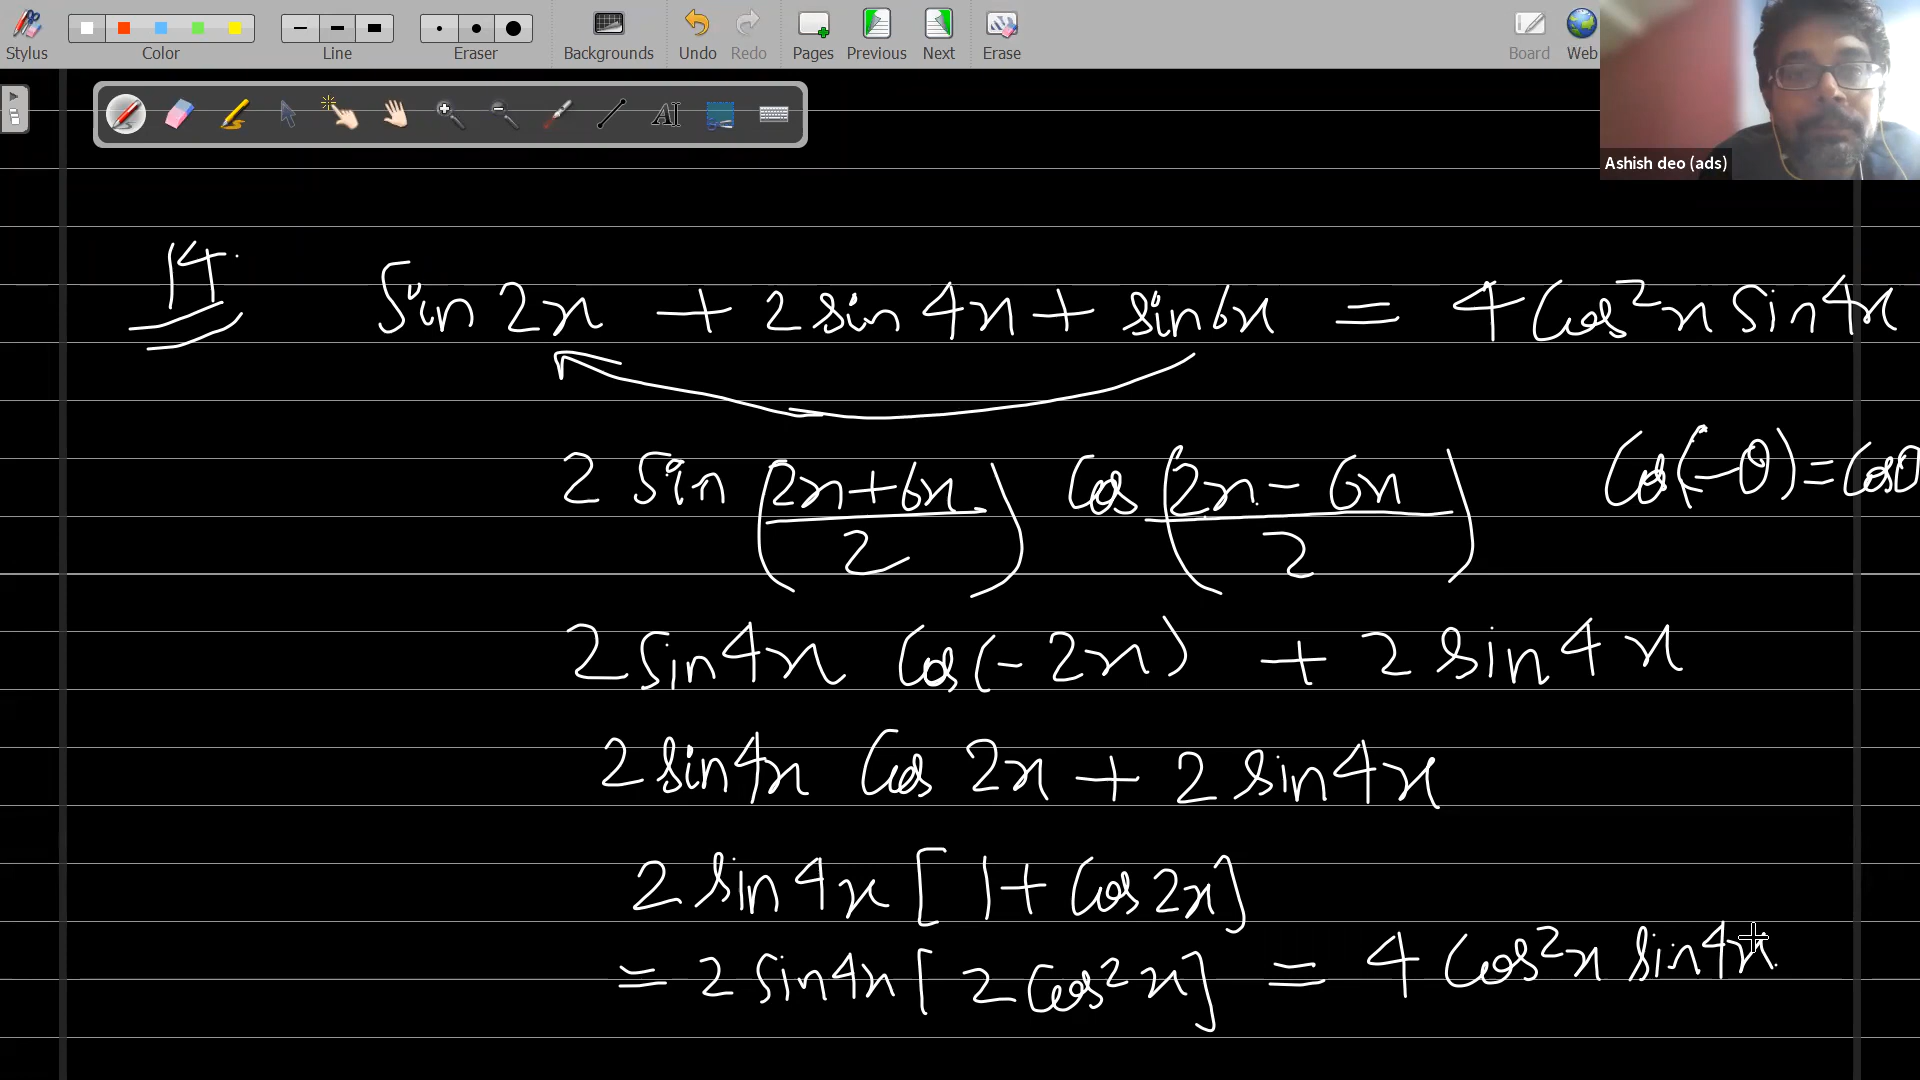 Stylus Color Line Eraser Backgrounds Undo Redo Pages Previous Next Erase Board Web
Ashish deo (ads)
14. Sin 2x + 2 sin 4x + sin 6x = 4 Cos²x Sin 4x
2 Sin (2x + 6x / 2) Cos (2x - 6x / 2) Cos(-θ) = Cosθ
2 sin 4x Cos(-2x) + 2 sin 4x
2 sin 4x Cos 2x + 2 sin 4x
2 sin 4x [1 + Cos 2x]
= 2 sin 4x [2 Cos²x] = 4 Cos²x sin 4x.